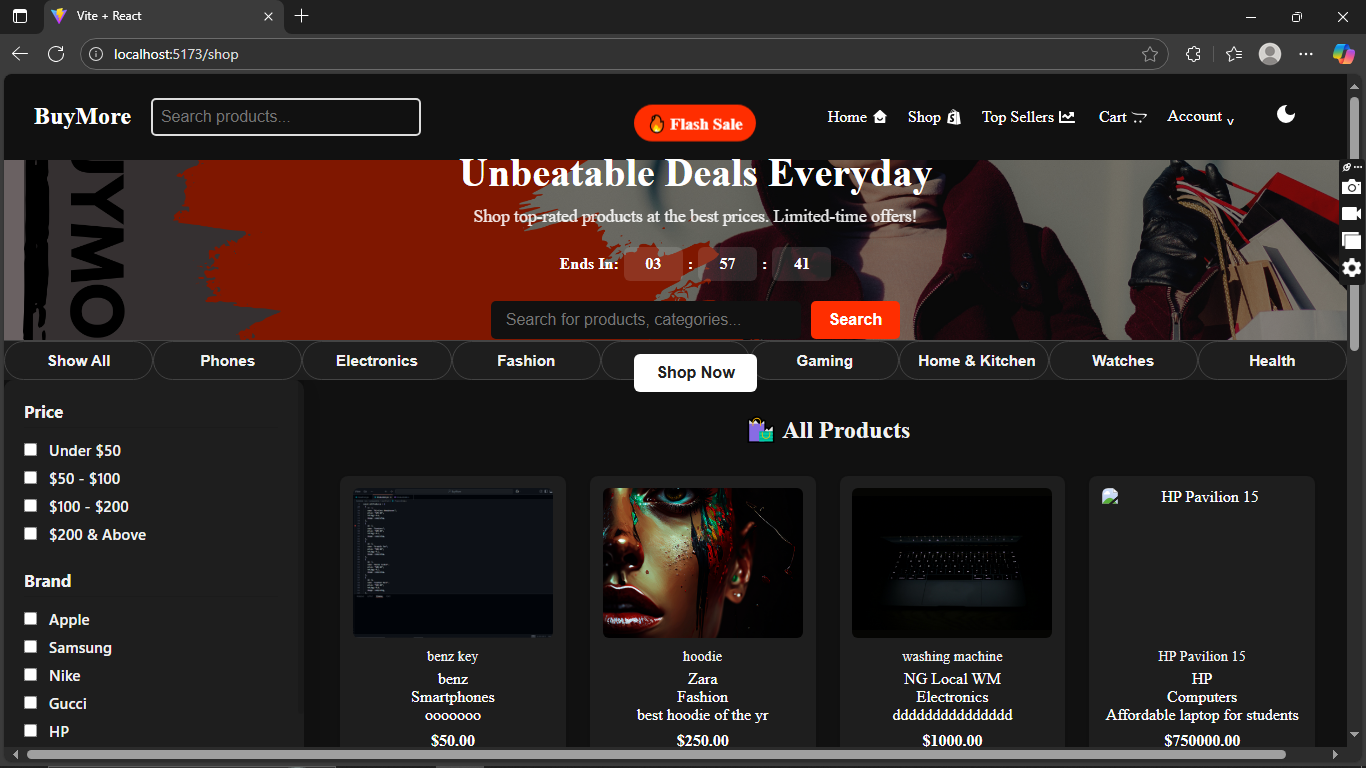 Vite + React
localhost:5173/shop
BuyMore
Search products...
🔥 Flash Sale
Home
Shop
Top Sellers
Cart
Account v
UYMO
Unbeatable Deals Everyday
Shop top-rated products at the best prices. Limited-time offers!
Ends In: 03 : 57 : 41
Search for products, categories...
Search
Show All
Phones
Electronics
Fashion
Shop Now
Gaming
Home & Kitchen
Watches
Health
Price
Under $50
$50 - $100
$100 - $200
$200 & Above
Brand
Apple
Samsung
Nike
Gucci
HP
🛍️ All Products
benz key
benz
Smartphones
ooooooo
$50.00
hoodie
Zara
Fashion
best hoodie of the yr
$250.00
washing machine
NG Local WM
Electronics
ddddddddddddddd
$1000.00
HP Pavilion 15
HP Pavilion 15
HP
Computers
Affordable laptop for students
$750000.00